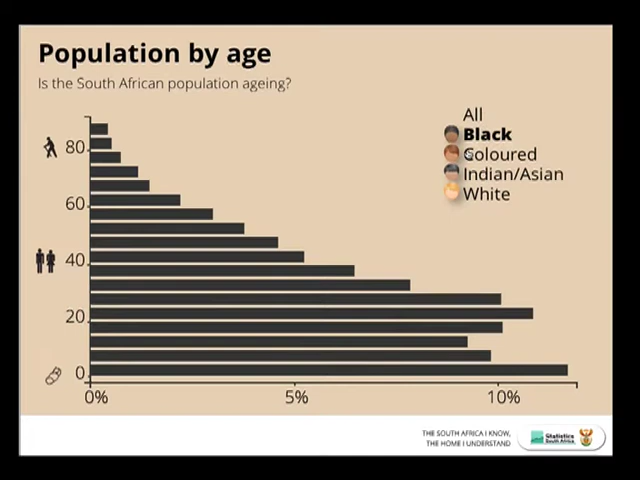 Population by age
Is the South African population ageing?
All
Black
Coloured
Indian/Asian
White
80
60
40
20
0
0% 5% 10%
THE SOUTH AFRICA I KNOW,
THE HOME I UNDERSTAND
Statistics
South Africa